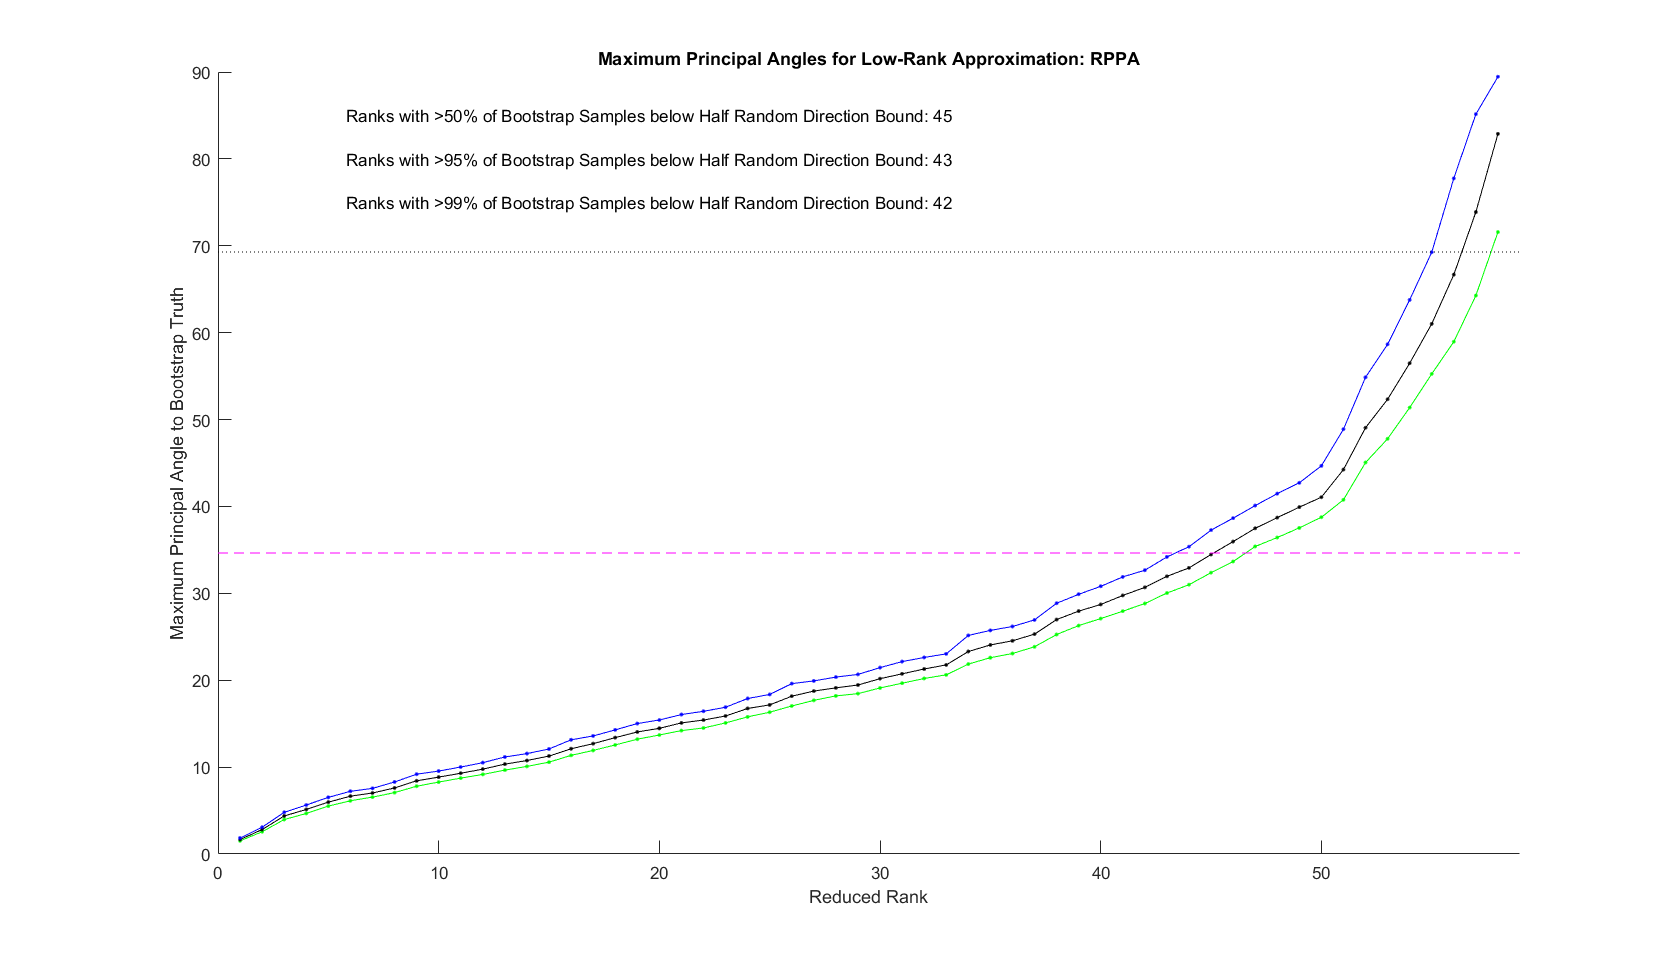 Maximum Principal Angles for Low-Rank Approximation: RPPA
Ranks with >50% of Bootstrap Samples below Half Random Direction Bound: 45
Ranks with >95% of Bootstrap Samples below Half Random Direction Bound: 43
Ranks with >99% of Bootstrap Samples below Half Random Direction Bound: 42
Maximum Principal Angle to Bootstrap Truth
90
80
70
60
50
40
30
20
10
0
0 10 20 30 40 50
Reduced Rank